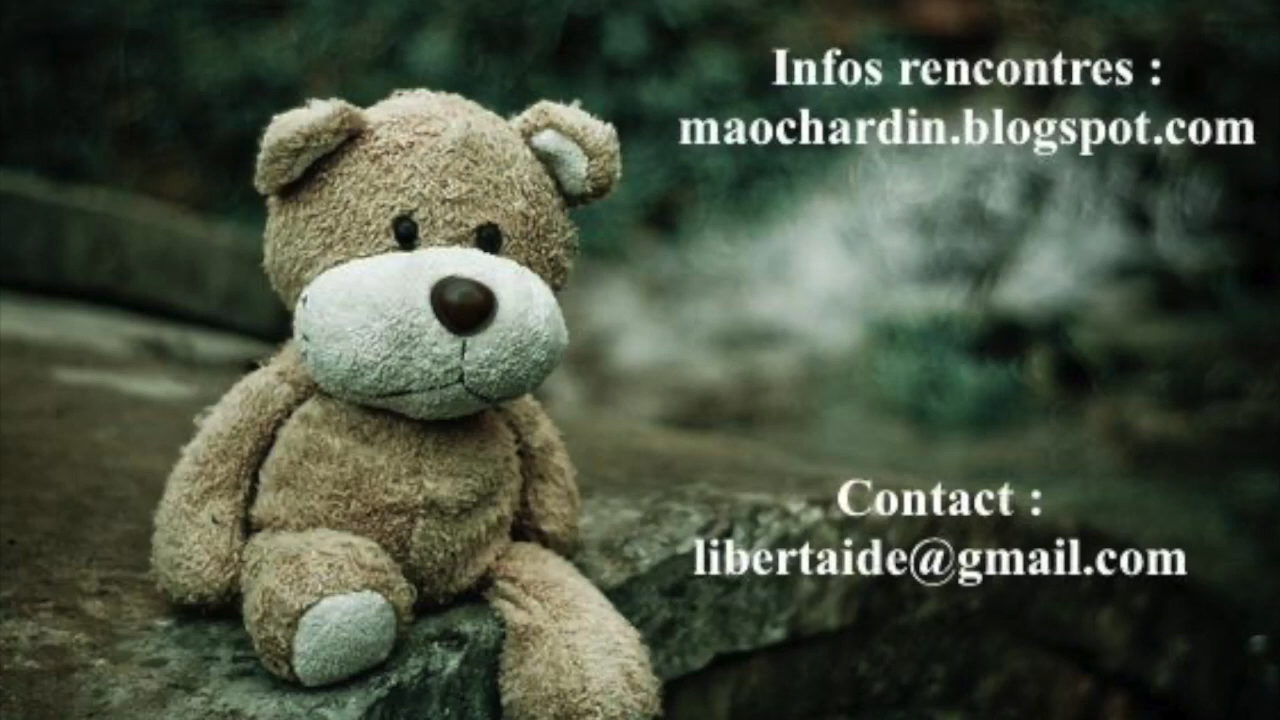 Infos rencontres :
maochardin.blogspot.com
Contact :
libertaide@gmail.com